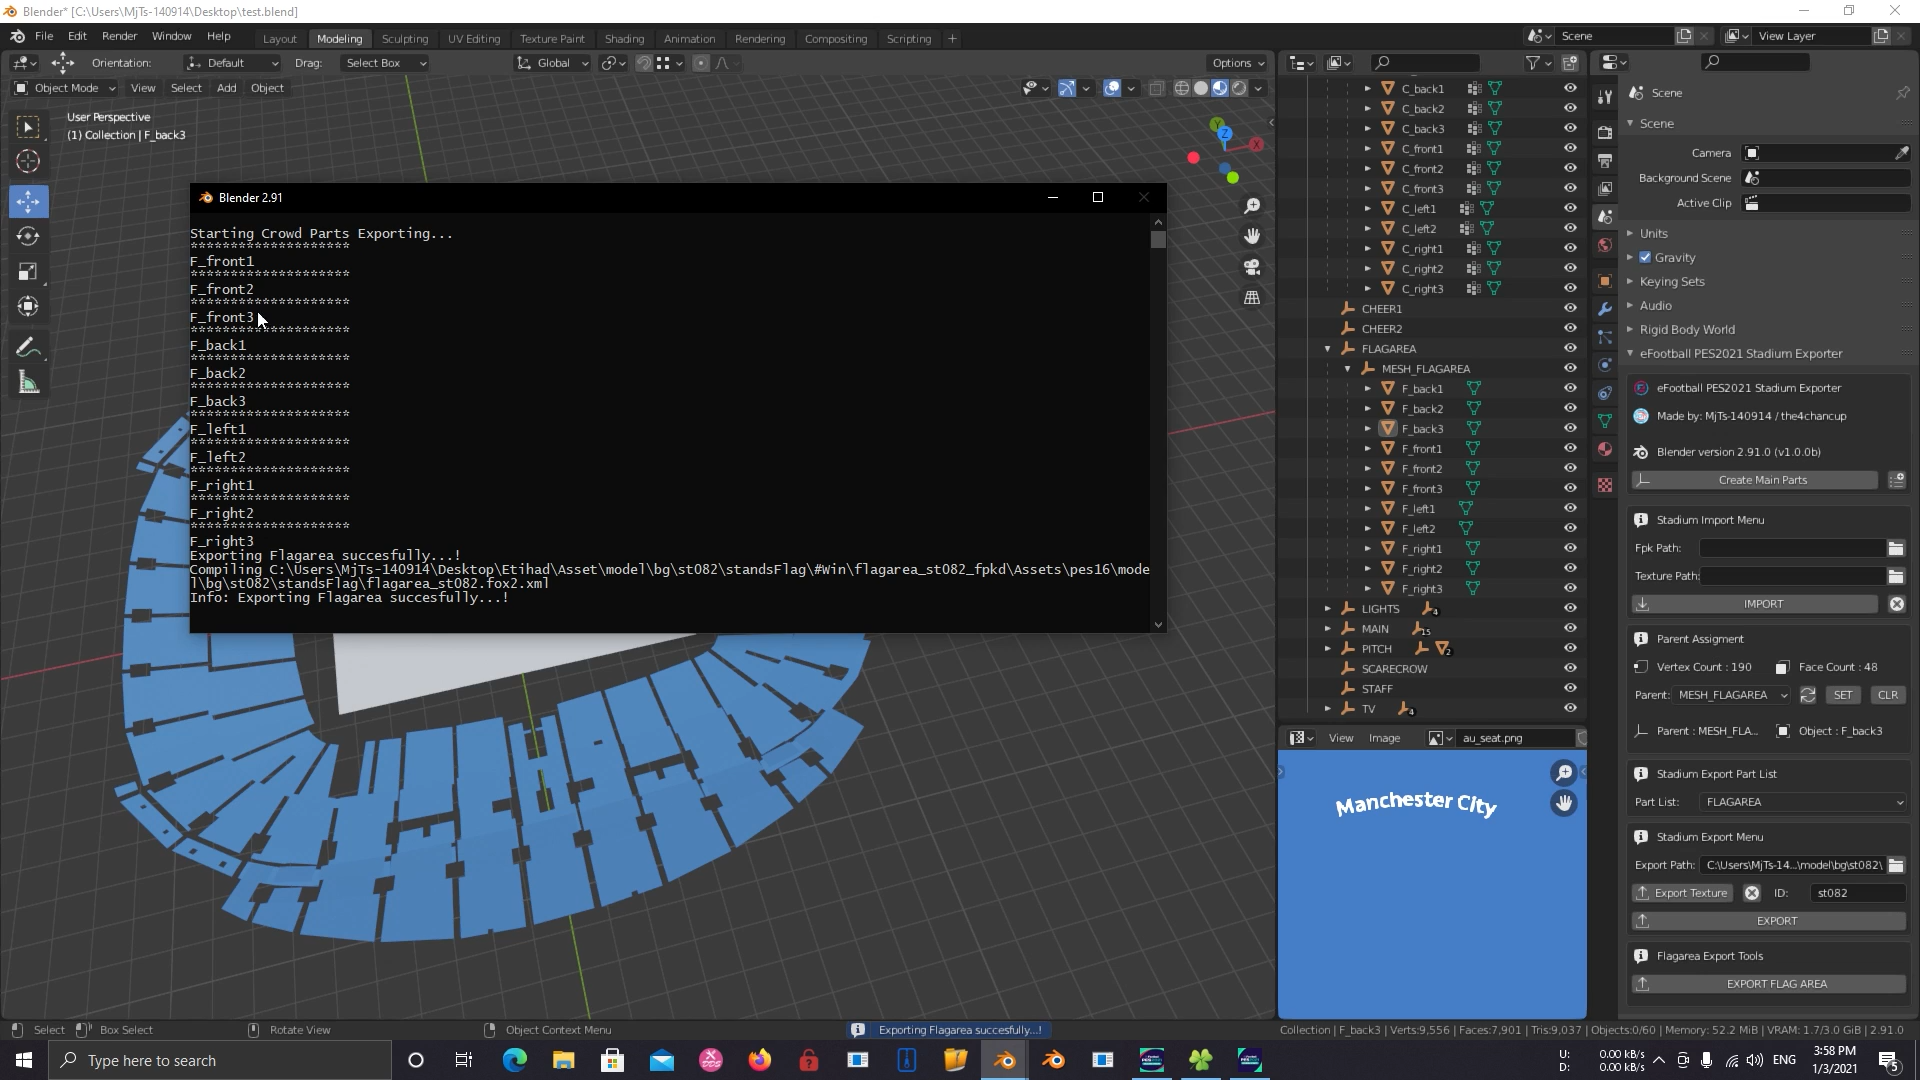 Blender* [C:\Users\MjTs-140914\Desktop\test.blend]
File Edit Render Window Help Layout Modeling Sculpting UV Editing Texture Paint Shading Animation Rendering Compositing Scripting + Scene View Layer
Orientation: Default Drag: Select Box Global Options
Object Mode View Select Add Object
User Perspective
(1) Collection | F_back3
Y
Z
X
Blender 2.91
Starting Crowd Parts Exporting...
********************
F_front1
********************
F_front2
********************
F_front3
********************
F_back1
********************
F_back2
********************
F_back3
********************
F_left1
********************
F_left2
********************
F_right1
********************
F_right2
********************
F_right3
Exporting Flagarea succesfully...!
Compiling C:\Users\MjTs-140914\Desktop\Etihad\Asset\model\bg\st082\standsFlag\#Win\flagarea_st082_fpkd\Assets\pes16\mode
l\bg\st082\standsFlag\flagarea_st082.fox2.xml
Info: Exporting Flagarea succesfully...!
C_back1
C_back2
C_back3
C_front1
C_front2
C_front3
C_left1
C_left2
C_right1
C_right2
C_right3
CHEER1
CHEER2
FLAGAREA
MESH_FLAGAREA
F_back1
F_back2
F_back3
F_front1
F_front2
F_front3
F_left1
F_left2
F_right1
F_right2
F_right3
LIGHTS 4
MAIN 15
PITCH 2
SCARECROW
STAFF
TV 4
View Image au_seat.png
Manchester City
Scene
Scene
Camera
Background Scene
Active Clip
Units
Gravity
Keying Sets
Audio
Rigid Body World
eFootball PES2021 Stadium Exporter
eFootball PES2021 Stadium Exporter
Made by: MjTs-140914 / the4chancup
Blender version 2.91.0 (v1.0.0b)
Create Main Parts
Stadium Import Menu
Fpk Path:
Texture Path:
IMPORT
Parent Assigment
Vertex Count : 190 Face Count : 48
Parent: MESH_FLAGAREA SET CLR
Parent : MESH_FLA... Object : F_back3
Stadium Export Part List
Part List: FLAGAREA
Stadium Export Menu
Export Path: C:\Users\MjTs-14...\model\bg\st082\
Export Texture ID: st082
EXPORT
Flagarea Export Tools
EXPORT FLAG AREA
Select Box Select Rotate View Object Context Menu Exporting Flagarea succesfully...! Collection | F_back3 | Verts:9,556 | Faces:7,901 | Tris:9,037 | Objects:0/60 | Memory: 52.2 MiB | VRAM: 1.7/3.0 GiB | 2.91.0
Type here to search
U: 0.00 kB/s
D: 0.00 kB/s
ENG
3:58 PM
1/3/2021
5